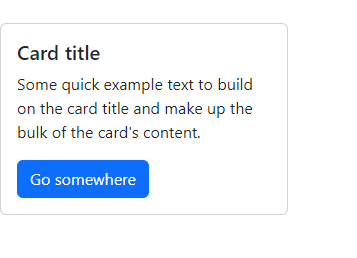 Card title
Some quick example text to build
on the card title and make up the
bulk of the card's content.
Go somewhere